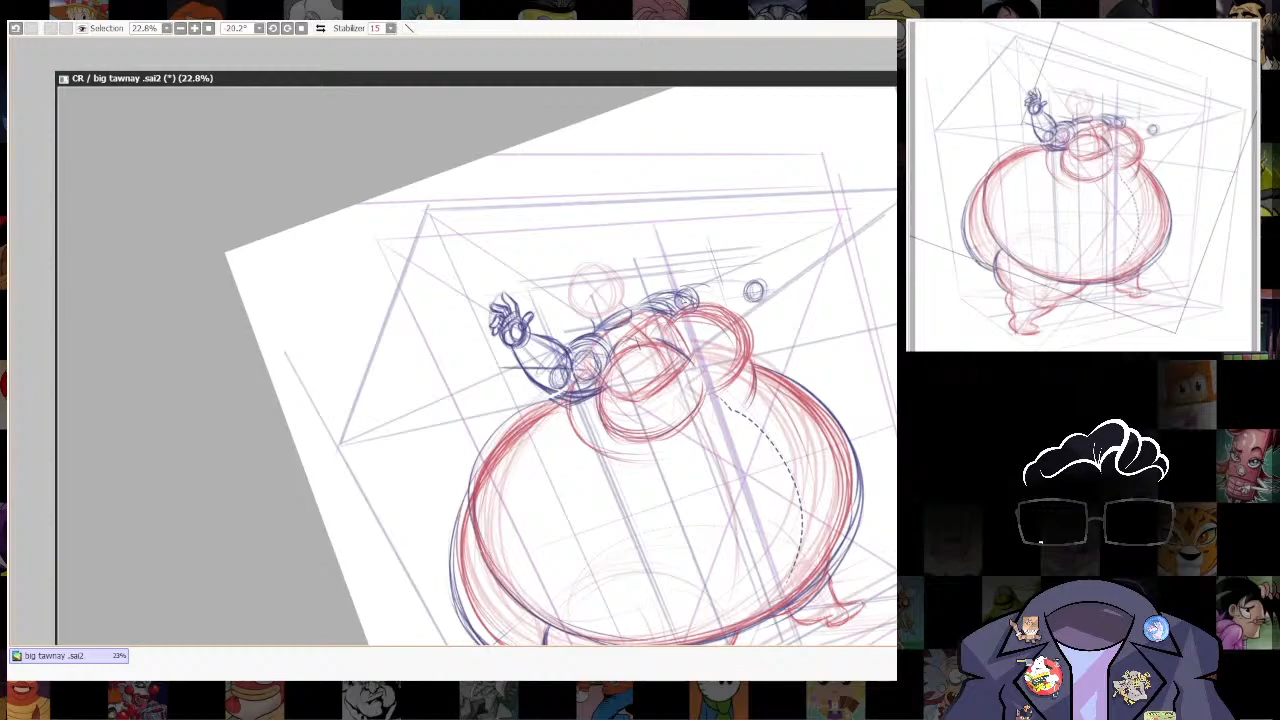 Selection 22.8% -20.2° Stabilizer 15
CR / big tawnay .sai2 (*) (22.8%)
big tawnay .sai2 23%